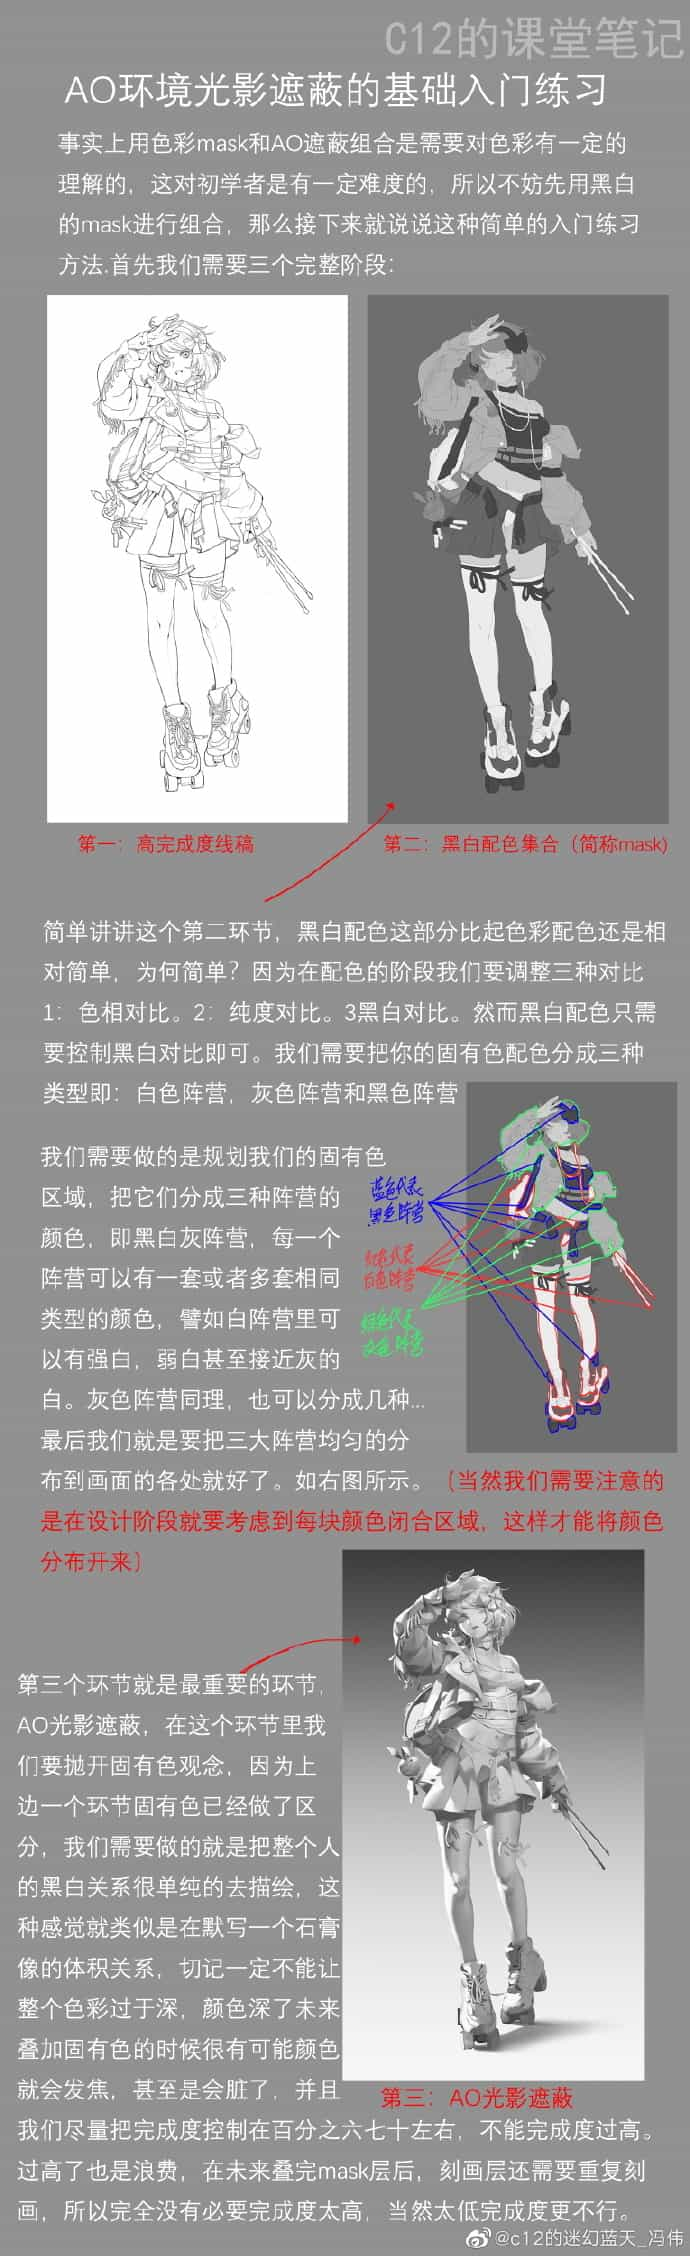 C12的课堂笔记
AO环境光影遮蔽的基础入门练习
事实上用色彩mask和AO遮蔽组合是需要对色彩有一定的
理解的，这对初学者是有一定难度的，所以不妨先用黑白
的mask进行组合，那么接下来就说说这种简单的入门练习
方法.首先我们需要三个完整阶段：
第一：高完成度线稿
第二：黑白配色集合（简称mask)
简单讲讲这个第二环节，黑白配色这部分比起色彩配色还是相
对简单，为何简单？因为在配色的阶段我们要调整三种对比
1：色相对比。2：纯度对比。3黑白对比。然而黑白配色只需
要控制黑白对比即可。我们需要把你的固有色配色分成三种
类型即：白色阵营，灰色阵营和黑色阵营
我们需要做的是规划我们的固有色
区域，把它们分成三种阵营的
颜色，即黑白灰阵营，每一个
阵营可以有一套或者多套相同
类型的颜色，譬如白阵营里可
以有强白，弱白甚至接近灰的
白。灰色阵营同理，也可以分成几种...
最后我们就是要把三大阵营均匀的分
布到画面的各处就好了。如右图所示。（当然我们需要注意的
是在设计阶段就要考虑到每块颜色闭合区域，这样才能将颜色
分布开来）
蓝色代表
黑色阵营
红色代表
白色阵营
绿色代表
灰色阵营
第三个环节就是最重要的环节，
AO光影遮蔽，在这个环节里我
们要抛开固有色观念，因为上
边一个环节固有色已经做了区
分，我们需要做的就是把整个人
的黑白关系很单纯的去描绘，这
种感觉就类似是在默写一个石膏
像的体积关系，切记一定不能让
整个色彩过于深，颜色深了未来
叠加固有色的时候很有可能颜色
就会发焦，甚至是会脏了，并且
第三：AO光影遮蔽
我们尽量把完成度控制在百分之六七十左右，不能完成度过高。
过高了也是浪费，在未来叠完mask层后，刻画层还需要重复刻
画，所以完全没有必要完成度太高，当然太低完成度更不行。
@c12的迷幻蓝天_冯伟